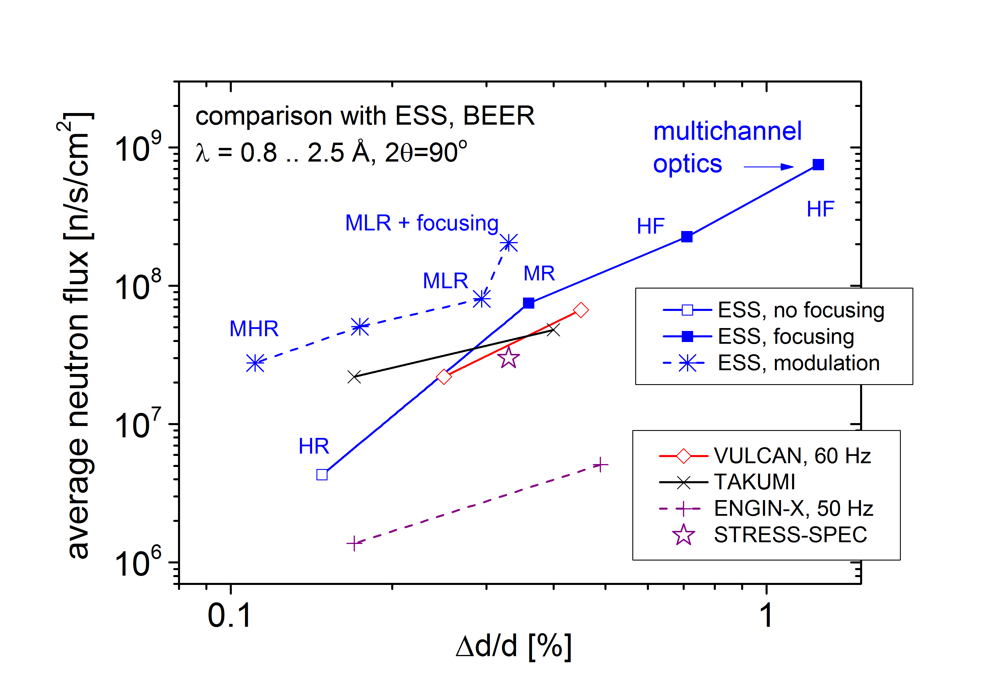 comparison with ESS, BEER
λ = 0.8 .. 2.5 Å, 2θ=90°
multichannel
optics
HF
HF
MLR + focusing
MR
MLR
MHR
HR
ESS, no focusing
ESS, focusing
ESS, modulation
VULCAN, 60 Hz
TAKUMI
ENGIN-X, 50 Hz
STRESS-SPEC
average neutron flux [n/s/cm²]
10⁹
10⁸
10⁷
10⁶
0.1
1
Δd/d [%]